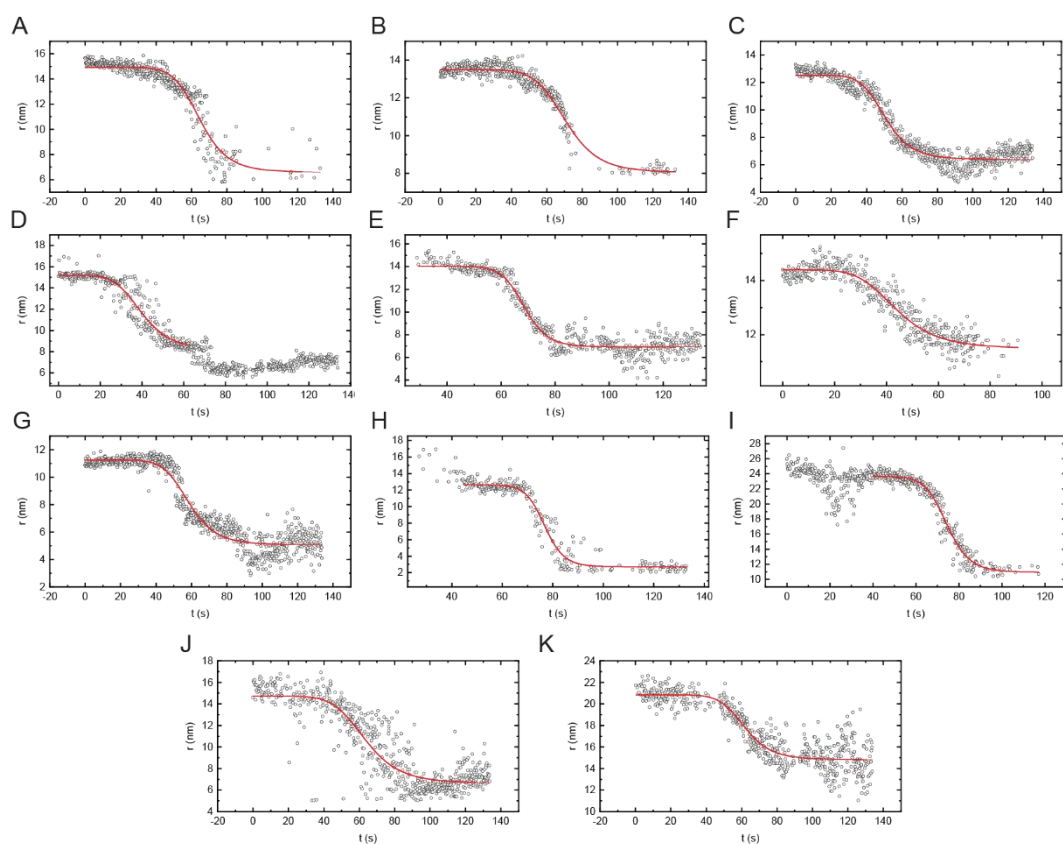 A
16
14
12
10
8
6
r (nm)
-20 0 20 40 60 80 100 120 140
t (s)
B
14
12
10
8
r (nm)
-20 0 20 40 60 80 100 120 140
t (s)
C
14
12
10
8
6
4
r (nm)
-20 0 20 40 60 80 100 120 140
t (s)
D
18
16
14
12
10
8
6
r (nm)
0 20 40 60 80 100 120 140
t (s)
E
16
14
12
10
8
6
4
r (nm)
40 60 80 100 120
t (s)
F
14
12
r (nm)
0 20 40 60 80 100
t (s)
G
12
10
8
6
4
2
r (nm)
-20 0 20 40 60 80 100 120 140
t (s)
H
18
16
14
12
10
8
6
4
2
r (nm)
40 60 80 100 120 140
t (s)
I
28
26
24
22
20
18
16
14
12
10
r (nm)
0 20 40 60 80 100 120
t (s)
J
18
16
14
12
10
8
6
4
r (nm)
-20 0 20 40 60 80 100 120 140
t (s)
K
24
22
20
18
16
14
12
10
r (nm)
-20 0 20 40 60 80 100 120 140
t (s)